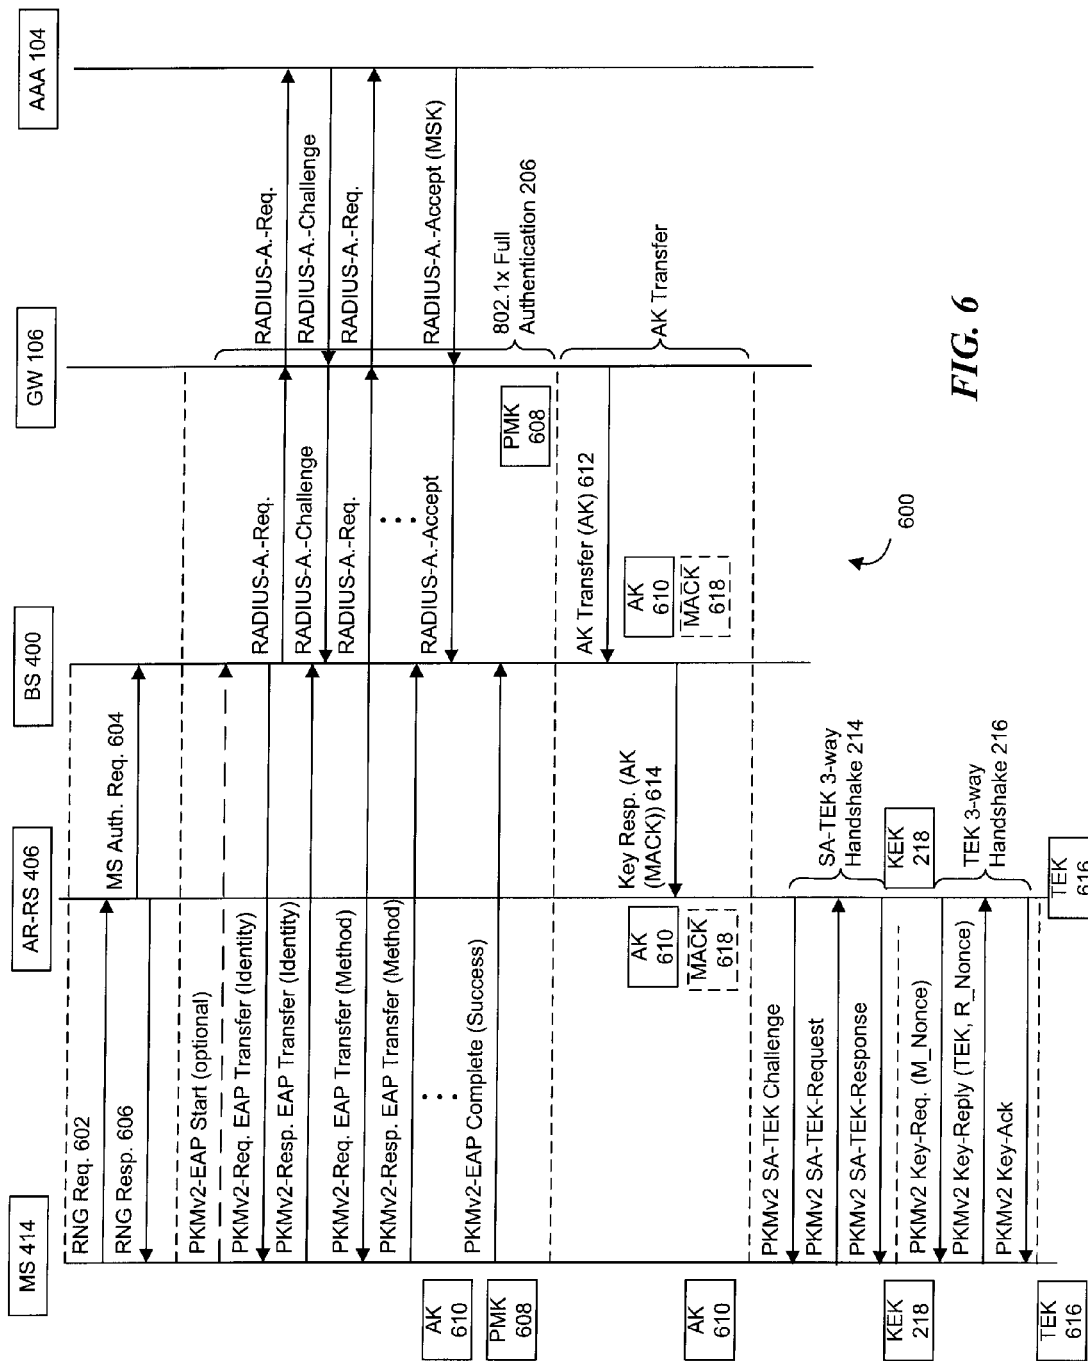 MS 414
AR-RS 406
BS 400
GW 106
AAA 104
RNG Req. 602
MS Auth. Req. 604
RNG Resp. 606
PKMv2-EAP Start (optional)
PKMv2-Req. EAP Transfer (Identity)
RADIUS-A.-Req.
RADIUS-A.-Req.
PKMv2-Resp. EAP Transfer (Identity)
RADIUS-A.-Challenge
RADIUS-A.-Challenge
PKMv2-Req. EAP Transfer (Method)
RADIUS-A.-Req.
RADIUS-A.-Req.
PKMv2-Resp. EAP Transfer (Method)
RADIUS-A.-Accept
RADIUS-A.-Accept (MSK)
PKMv2-EAP Complete (Success)
AK
610
PMK
608
PMK
608
802.1x Full
Authentication 206
AK Transfer (AK) 612
AK Transfer
AK
610
MACK
618
Key Resp. (AK
(MACK)) 614
AK
610
AK
610
MACK
618
PKMv2 SA-TEK Challenge
PKMv2 SA-TEK-Request
PKMv2 SA-TEK-Response
SA-TEK 3-way
Handshake 214
KEK
218
KEK
218
PKMv2 Key-Req. (M_Nonce)
PKMv2 Key-Reply (TEK, R_Nonce)
PKMv2 Key-Ack
TEK 3-way
Handshake 216
TEK
616
TEK
616
600
FIG. 6